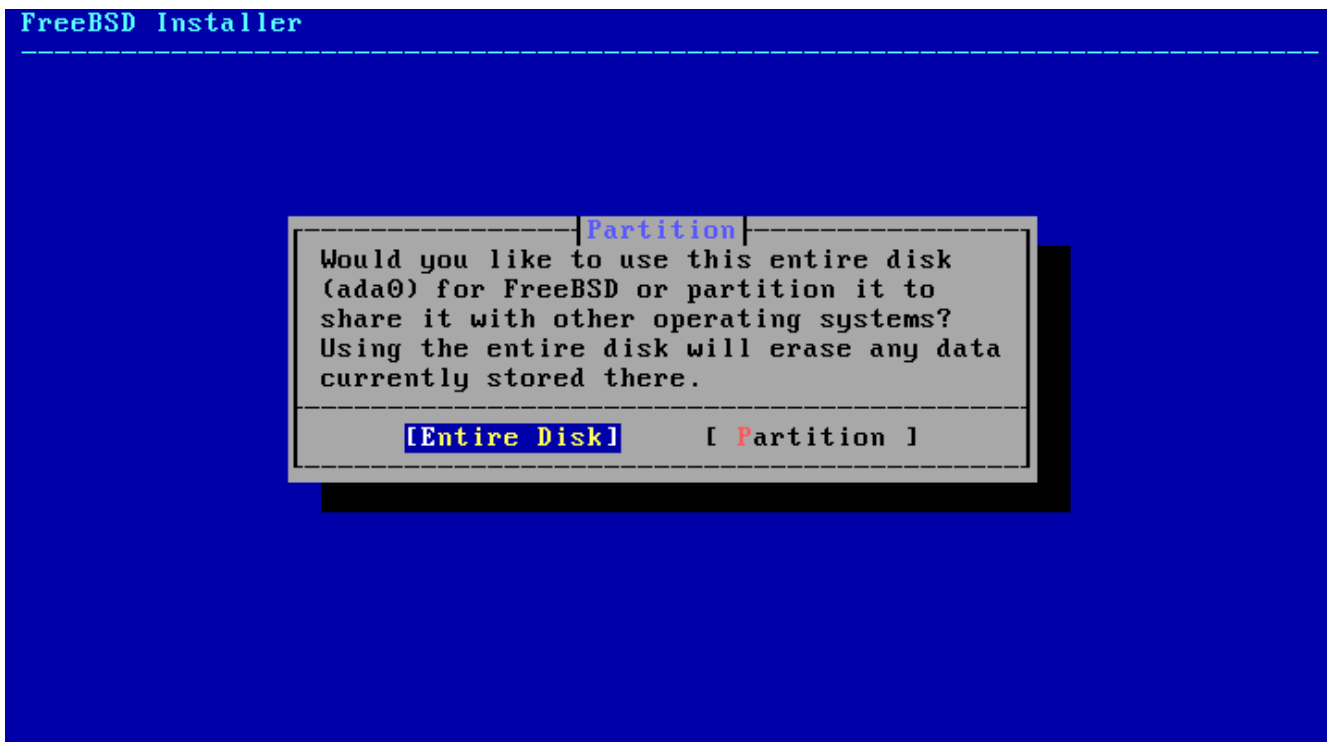 FreeBSD Installer
Partition
Would you like to use this entire disk
(ada0) for FreeBSD or partition it to
share it with other operating systems?
Using the entire disk will erase any data
currently stored there.
[Entire Disk] [ Partition ]